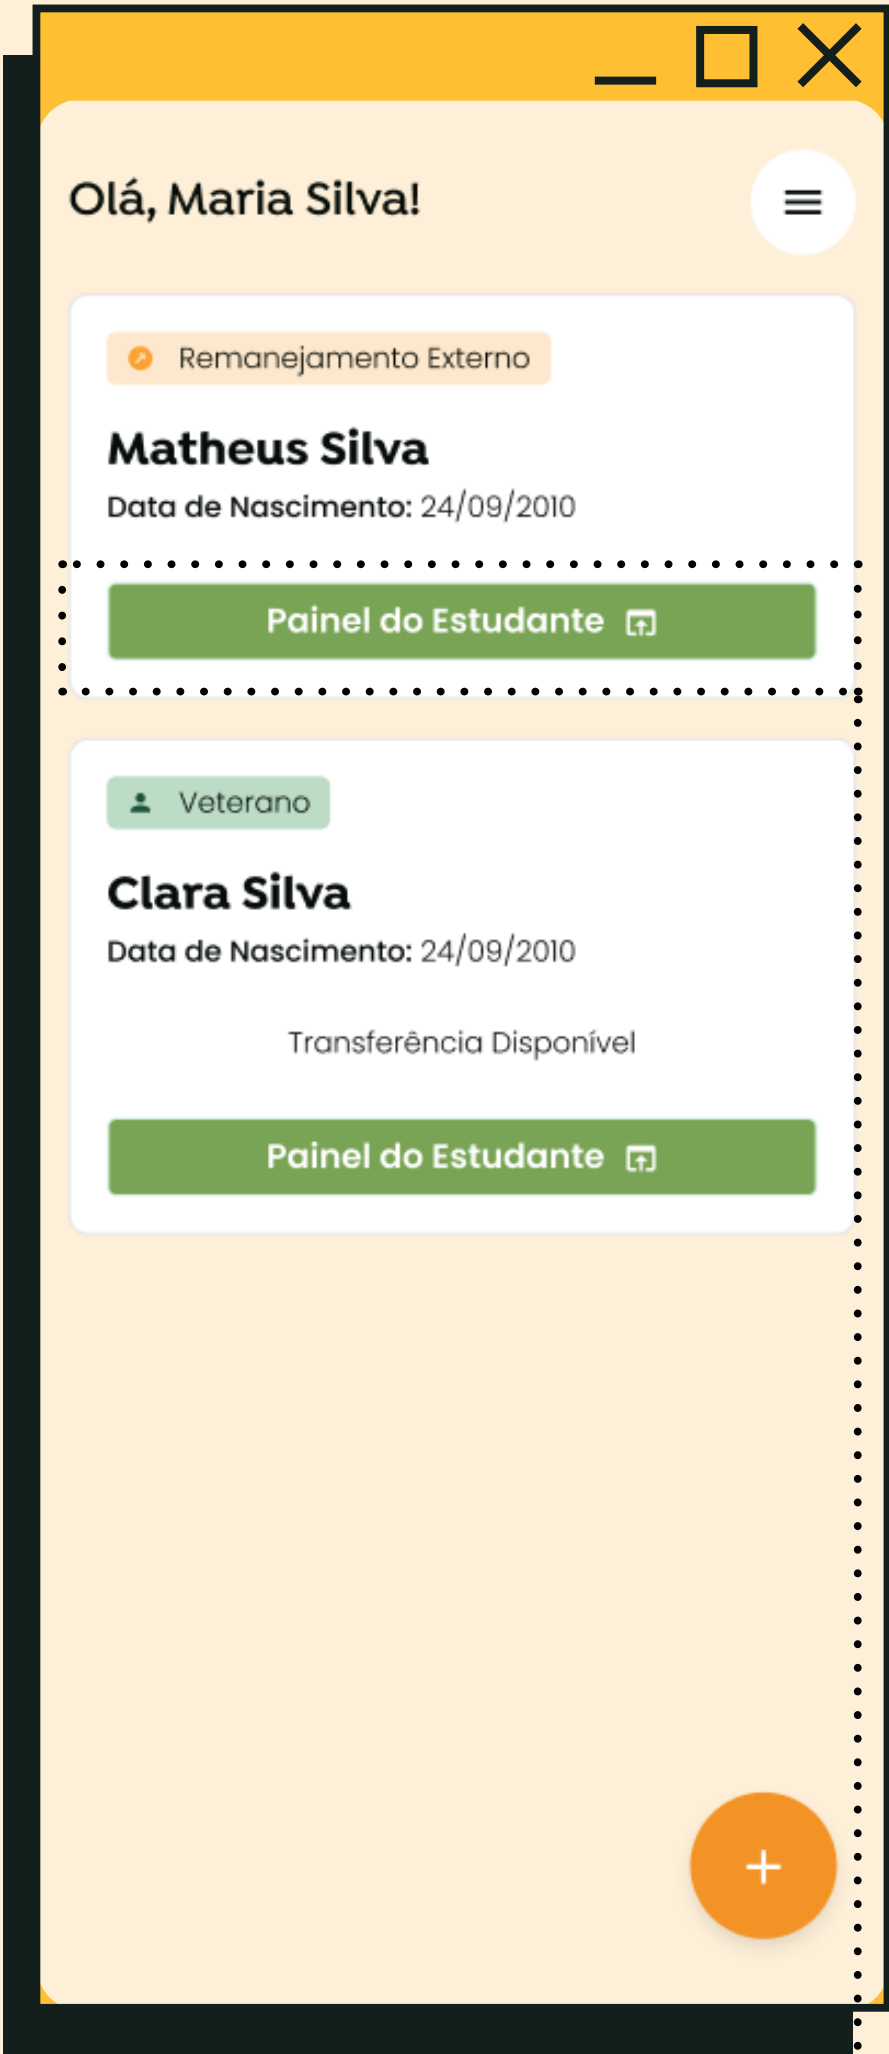 Olá, Maria Silva!
Remanejamento Externo
Matheus Silva
Data de Nascimento: 24/09/2010
Painel do Estudante
Veterano
Clara Silva
Data de Nascimento: 24/09/2010
Transferência Disponível
Painel do Estudante